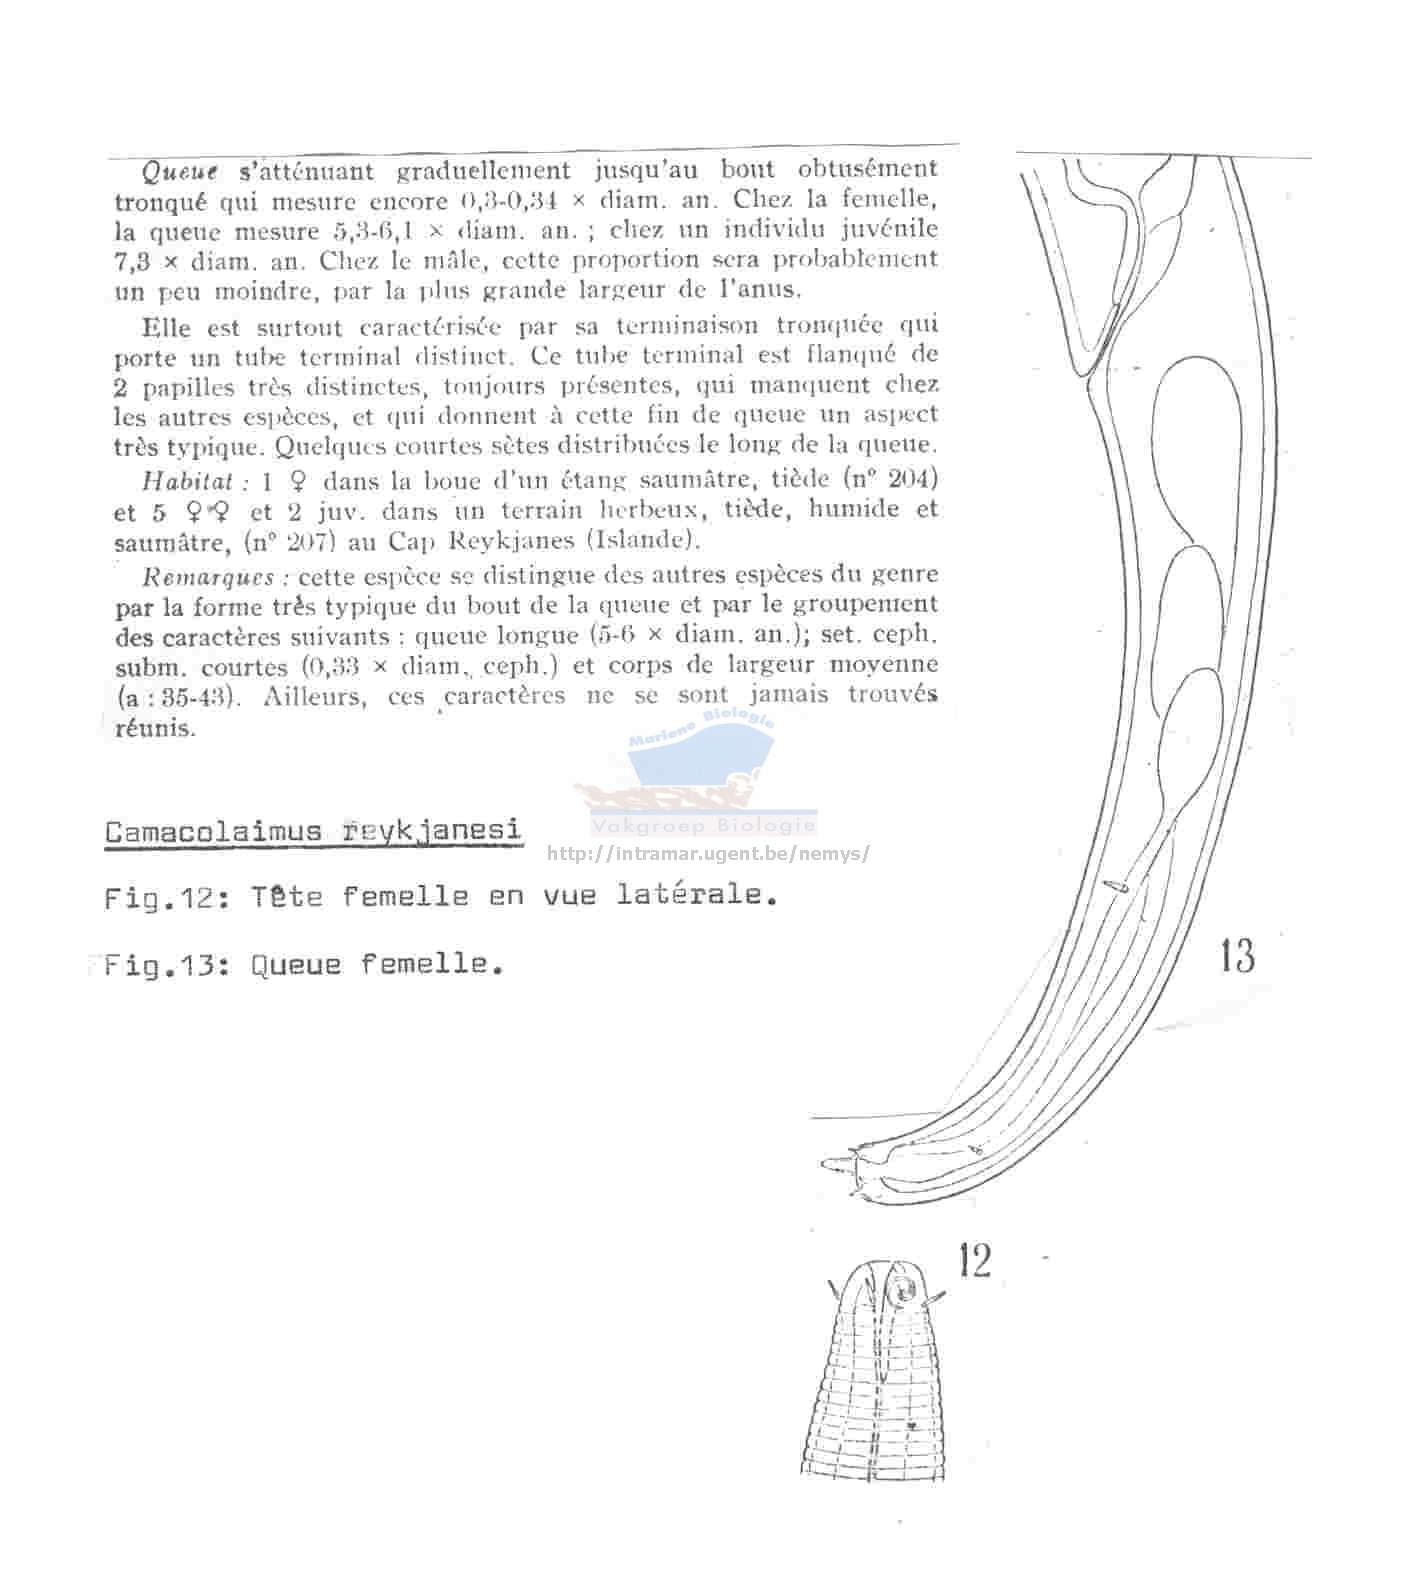 Queue s'atténuant graduellement jusqu'au bout obtusément
tronqué qui mesure encore 0,3-0,34 × diam. an. Chez la femelle,
la queue mesure 5,3-6,1 × diam. an. ; chez un individu juvénile
7,3 × diam. an. Chez le mâle, cette proportion sera probablement
un peu moindre, par la plus grande largeur de l'anus.
Elle est surtout caractérisée par sa terminaison tronquée qui
porte un tube terminal distinct. Ce tube terminal est flanqué de
2 papilles très distinctes, toujours présentes, qui manquent chez
les autres espèces, et qui donnent à cette fin de queue un aspect
très typique. Quelques courtes sètes distribuées le long de la queue.
Habitat : 1 ♀ dans la boue d'un étang saumâtre, tiède (n° 204)
et 5 ♀♀ et 2 juv. dans un terrain herbeux, tiède, humide et
saumâtre, (n° 207) au Cap Reykjanes (Islande).
Remarques : cette espèce se distingue des autres espèces du genre
par la forme très typique du bout de la queue et par le groupement
des caractères suivants : queue longue (5-6 × diam. an.); set. ceph.
subm. courtes (0,33 × diam. ceph.) et corps de largeur moyenne
(a : 35-43). Ailleurs, ces caractères ne se sont jamais trouvés
réunis.
Mariene Biologie
Vakgroep Biologie
http://intramar.ugent.be/nemys/
Camacolaimus reykjanesi
Fig.12: Tête femelle en vue latérale.
Fig.13: Queue femelle.
13
12